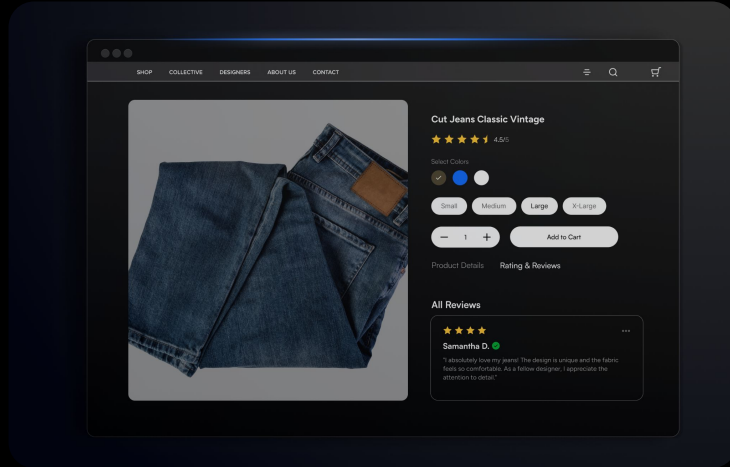 SHOP COLLECTIVE DESIGNERS ABOUT US CONTACT
Cut Jeans Classic Vintage
4.5/5
Select Colors
Small Medium Large X-Large
1 Add to Cart
Product Details Rating & Reviews
All Reviews
Samantha D.
"I absolutely love my jeans! The design is unique and the fabric
feels so comfortable. As a fellow designer, I appreciate the
attention to detail."